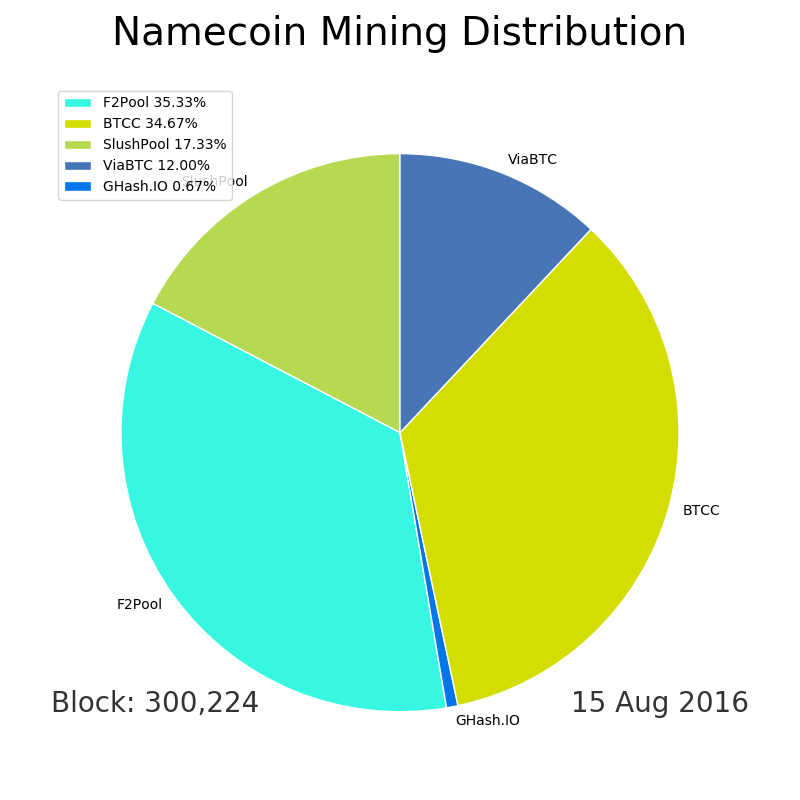 Namecoin Mining Distribution
F2Pool 35.33%
BTCC 34.67%
SlushPool 17.33%
ViaBTC 12.00%
GHash.IO 0.67%
ViaBTC
SlushPool
BTCC
F2Pool
Block: 300,224
15 Aug 2016
GHash.IO